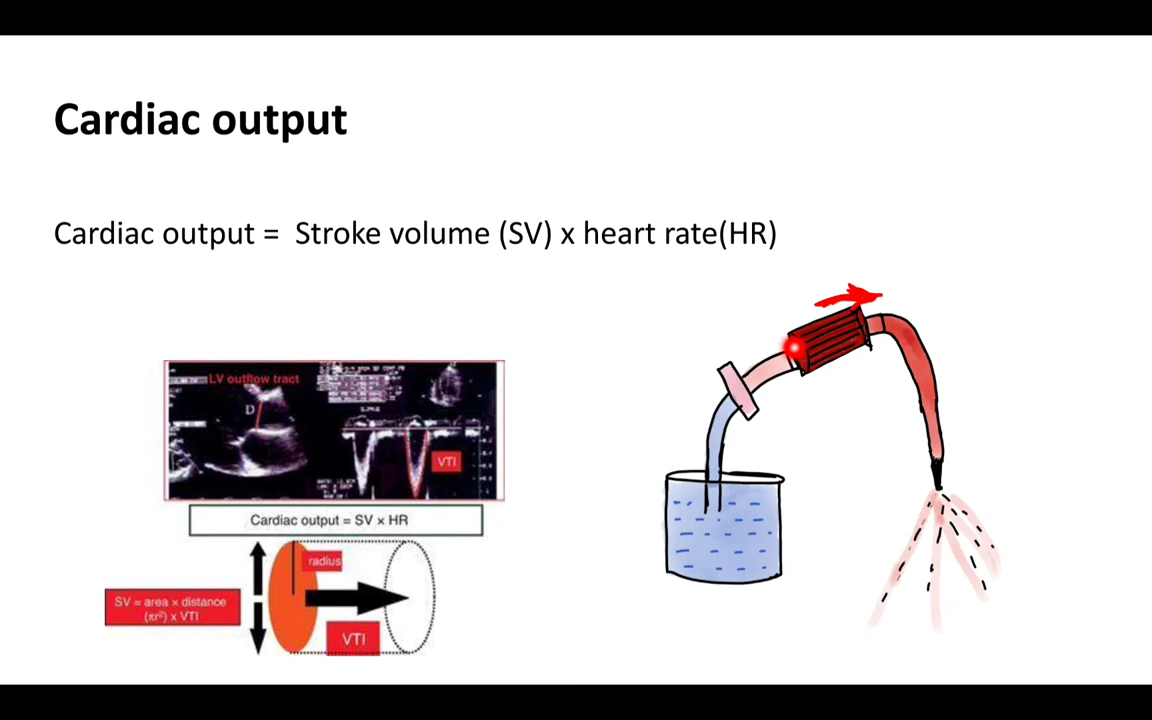 Cardiac output
Cardiac output = Stroke volume (SV) x heart rate(HR)
LV outflow tract
D
VTI
Cardiac output = SV × HR
radius
SV = area × distance
(πr²) x VTI
VTI